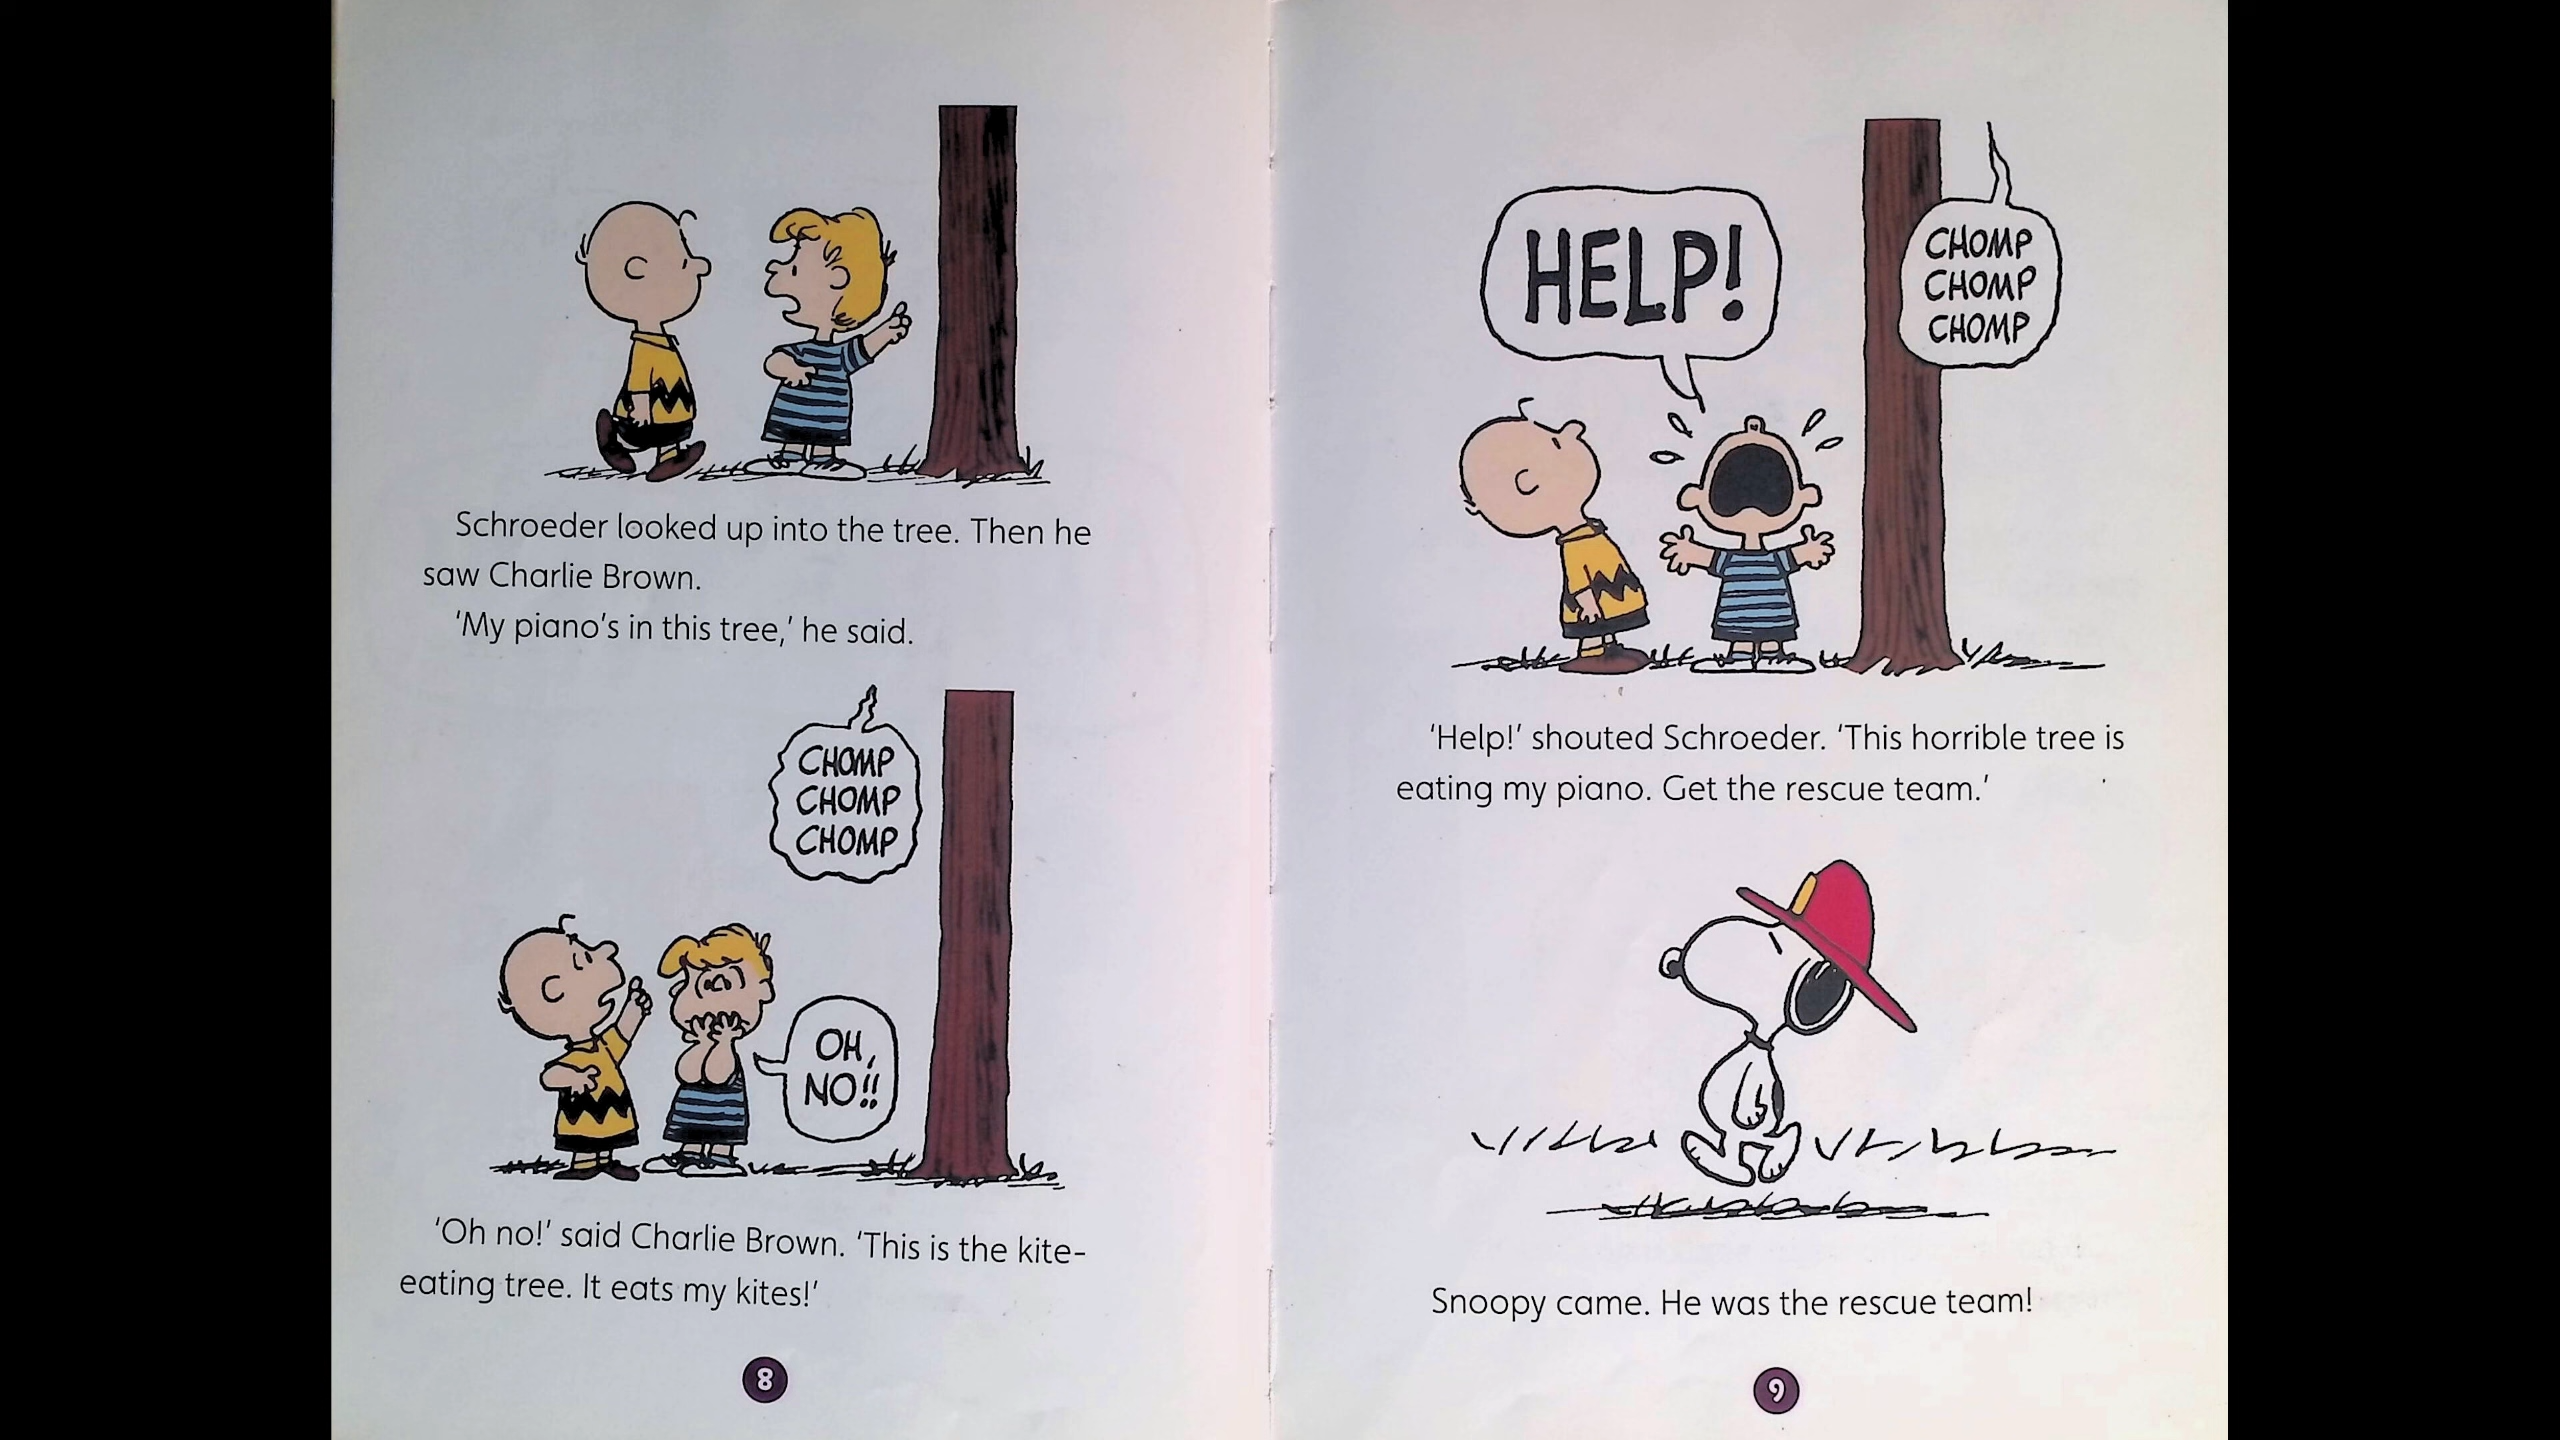 Schroeder looked up into the tree. Then he
saw Charlie Brown.
'My piano's in this tree,' he said.
CHOMP
CHOMP
CHOMP
OH,
NO!!
'Oh no!' said Charlie Brown. 'This is the kite-
eating tree. It eats my kites!'
8
HELP!
CHOMP
CHOMP
CHOMP
'Help!' shouted Schroeder. 'This horrible tree is
eating my piano. Get the rescue team.'
Snoopy came. He was the rescue team!
9